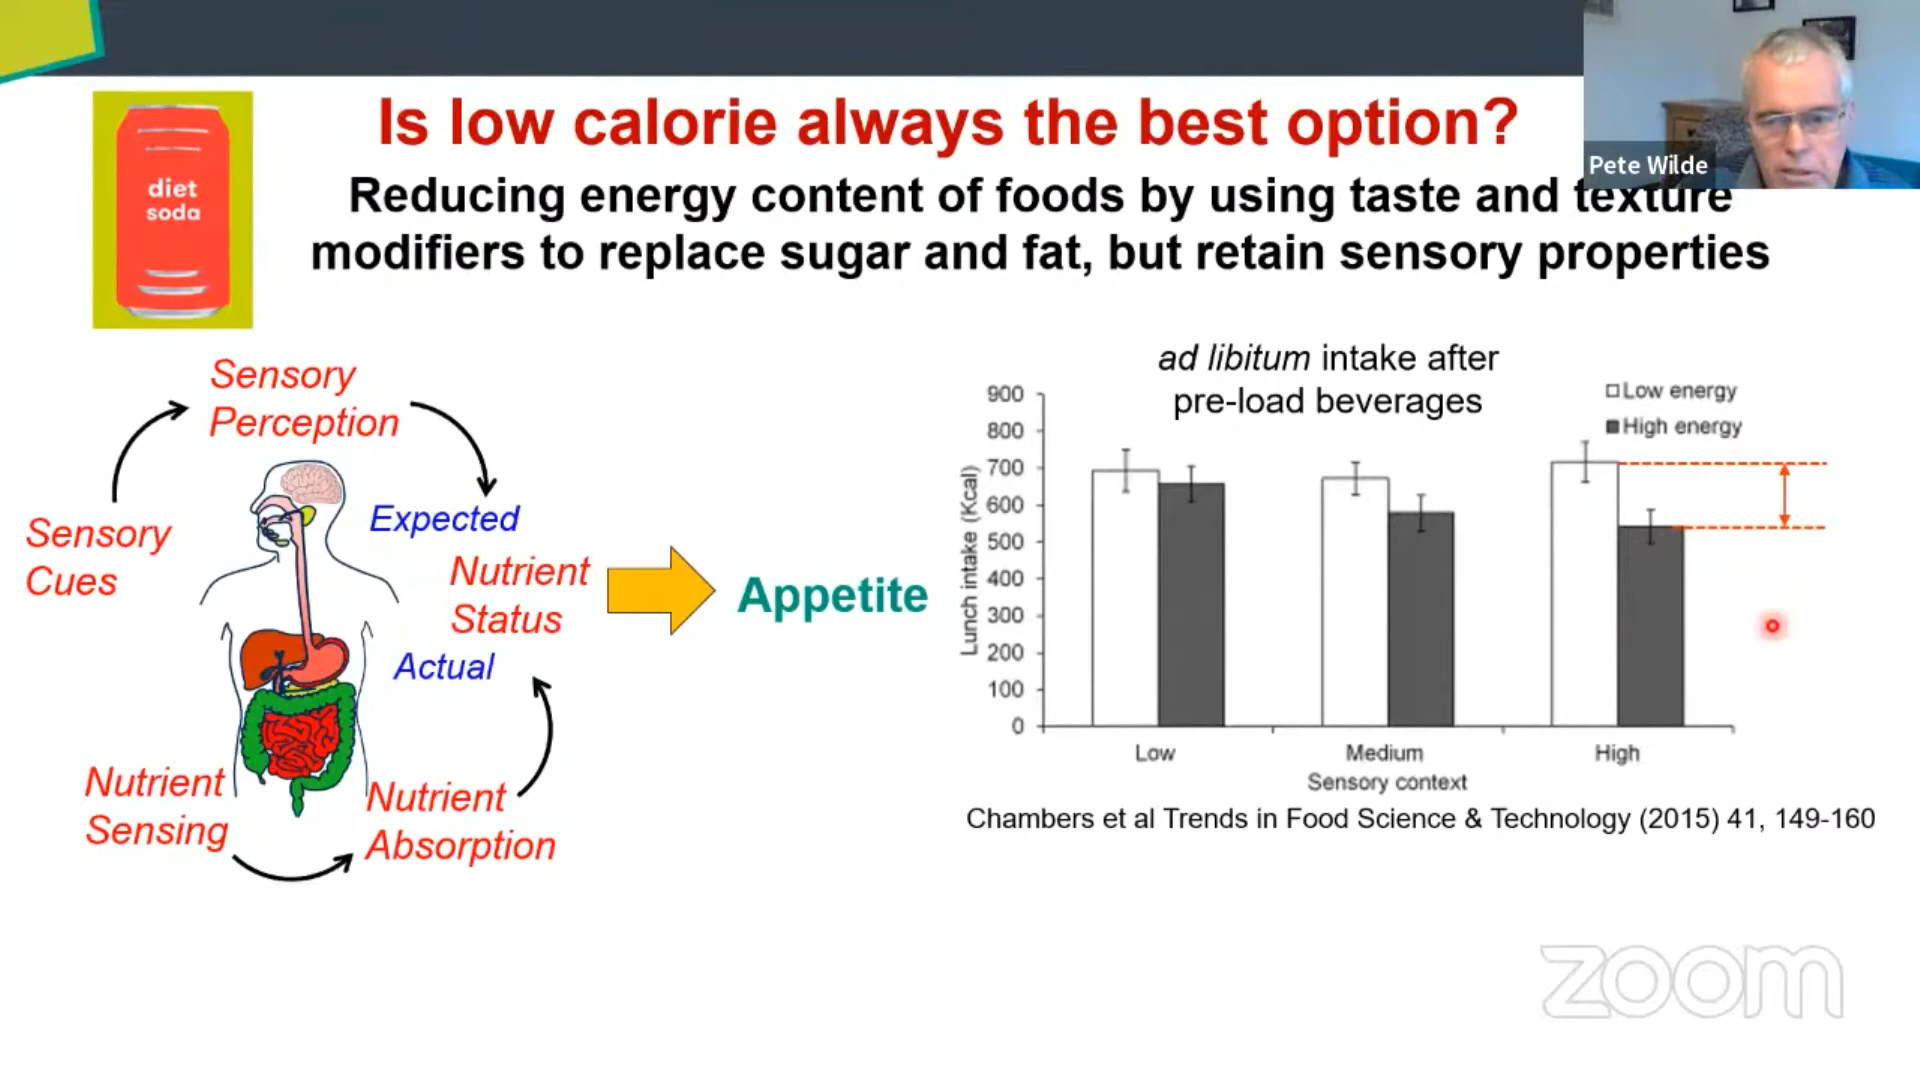 Is low calorie always the best option?
Pete Wilde
Reducing energy content of foods by using taste and texture
modifiers to replace sugar and fat, but retain sensory properties
diet
soda
Sensory
Perception
Sensory
Cues
Expected
Nutrient
Status
Actual
Nutrient
Sensing
Nutrient
Absorption
Appetite
ad libitum intake after
pre-load beverages
Low energy
High energy
Lunch intake (Kcal)
900
800
700
600
500
400
300
200
100
0
Low
Medium
High
Sensory context
Chambers et al Trends in Food Science & Technology (2015) 41, 149-160
zoom